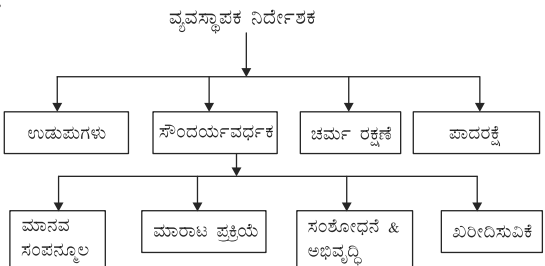 ವ್ಯವಸ್ಥಾಪಕ ನಿರ್ದೇಶಕ
ಉಡುಪುಗಳು
ಸೌಂದರ್ಯವರ್ಧಕ
ಚರ್ಮ ರಕ್ಷಣೆ
ಪಾದರಕ್ಷೆ
ಮಾನವ
ಸಂಪನ್ಮೂಲ
ಮಾರಾಟ ಪ್ರಕ್ರಿಯೆ
ಸಂಶೋಧನೆ &
ಅಭಿವೃದ್ಧಿ
ಖರೀದಿಸುವಿಕೆ